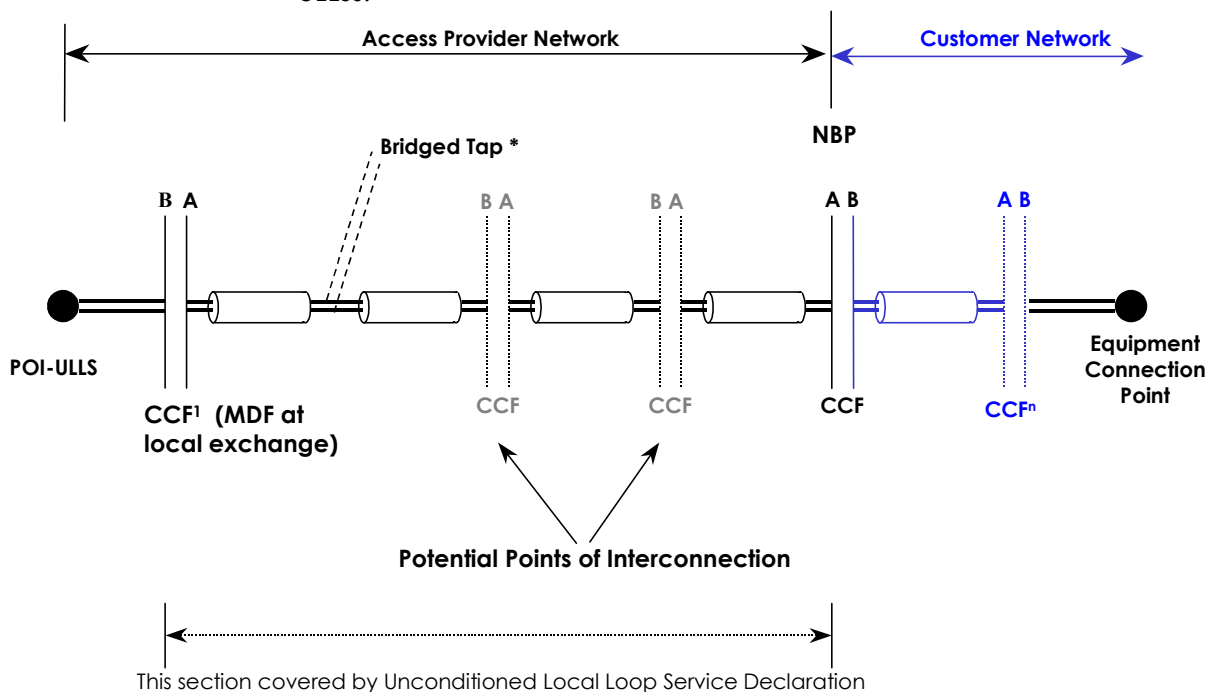 Access Provider Network
Customer Network
NBP
Bridged Tap *
B A
B A
B A
A B
A B
POI-ULLS
Equipment
Connection
Point
CCF¹ (MDF at
local exchange)
CCF
CCF
CCF
CCFⁿ
Potential Points of Interconnection
This section covered by Unconditioned Local Loop Service Declaration